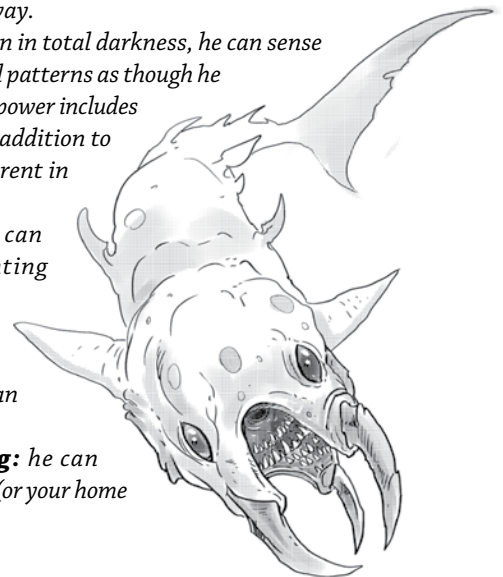 way.
n in total darkness, he can sense
l patterns as though he
power includes
addition to
rent in
can
nting
an
g: he can
(or your home